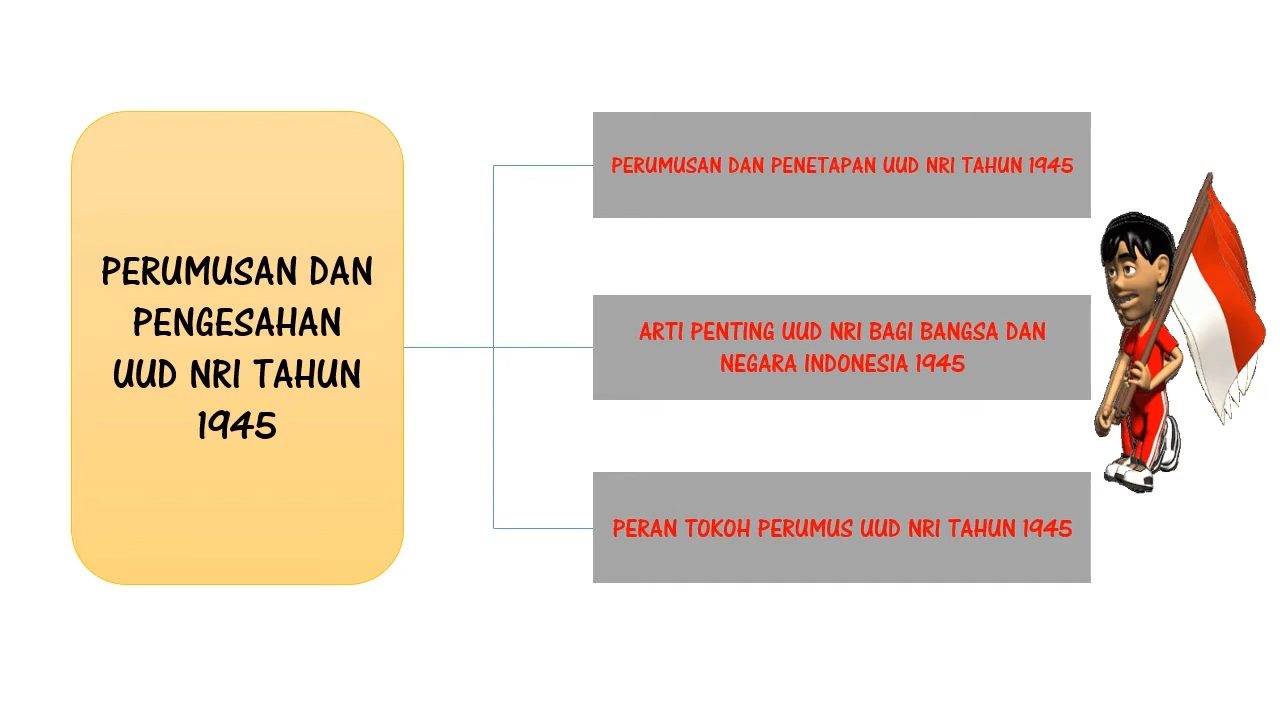 PERUMUSAN DAN
PENGESAHAN
UUD NRI TAHUN
1945
PERUMUSAN DAN PENETAPAN UUD NRI TAHUN 1945
ARTI PENTING UUD NRI BAGI BANGSA DAN
NEGARA INDONESIA 1945
PERAN TOKOH PERUMUS UUD NRI TAHUN 1945